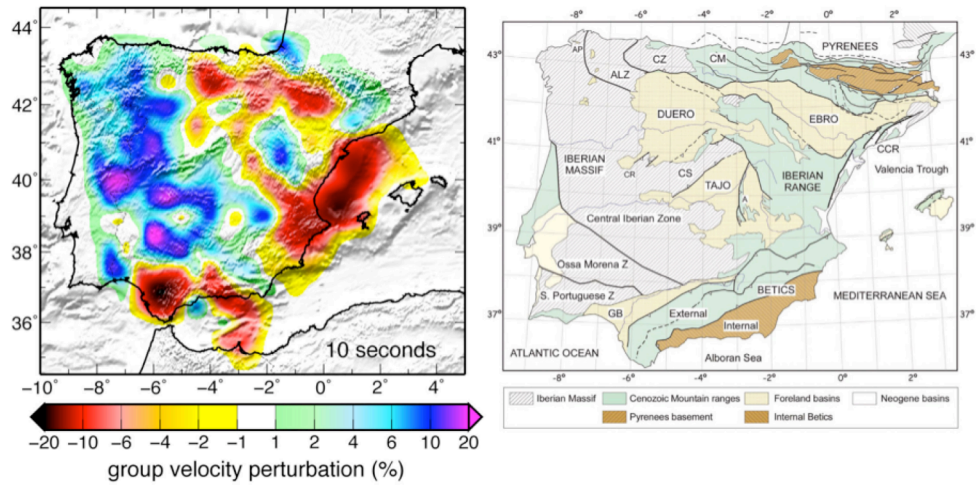 44°
42°
40°
38°
36°
10 seconds
−10° −8° −6° −4° −2° 0° 2° 4°
−20 −10 −6 −4 −2 −1 1 2 4 6 10 20
group velocity perturbation (%)
-8° -6° -4° -2° 0° 2°
43° 43°
AP CZ CM PYRENEES
ALZ
DUERO EBRO
41° 41°
CCR
IBERIAN MASSIF
CR CS
IBERIAN RANGE
Valencia Trough
TAJO
A
39° 39°
Central Iberian Zone
Ossa Morena Z
BETICS
S. Portuguese Z
MEDITERRANEAN SEA
37° 37°
GB External
Internal
ATLANTIC OCEAN Alboran Sea
-8° -6° -4° -2° 0° 2°
Iberian Massif Cenozoic Mountain ranges Foreland basins Neogene basins
Pyrenees basement Internal Betics